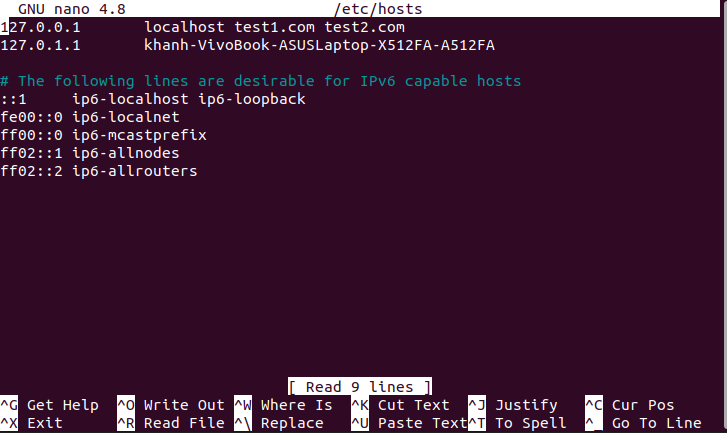 GNU nano 4.8 /etc/hosts
127.0.0.1 localhost test1.com test2.com
127.0.1.1 khanh-VivoBook-ASUSLaptop-X512FA-A512FA
# The following lines are desirable for IPv6 capable hosts
::1 ip6-localhost ip6-loopback
fe00::0 ip6-localnet
ff00::0 ip6-mcastprefix
ff02::1 ip6-allnodes
ff02::2 ip6-allrouters
[ Read 9 lines ]
^G Get Help ^O Write Out ^W Where Is ^K Cut Text ^J Justify ^C Cur Pos
^X Exit ^R Read File ^\ Replace ^U Paste Text ^T To Spell ^_ Go To Line